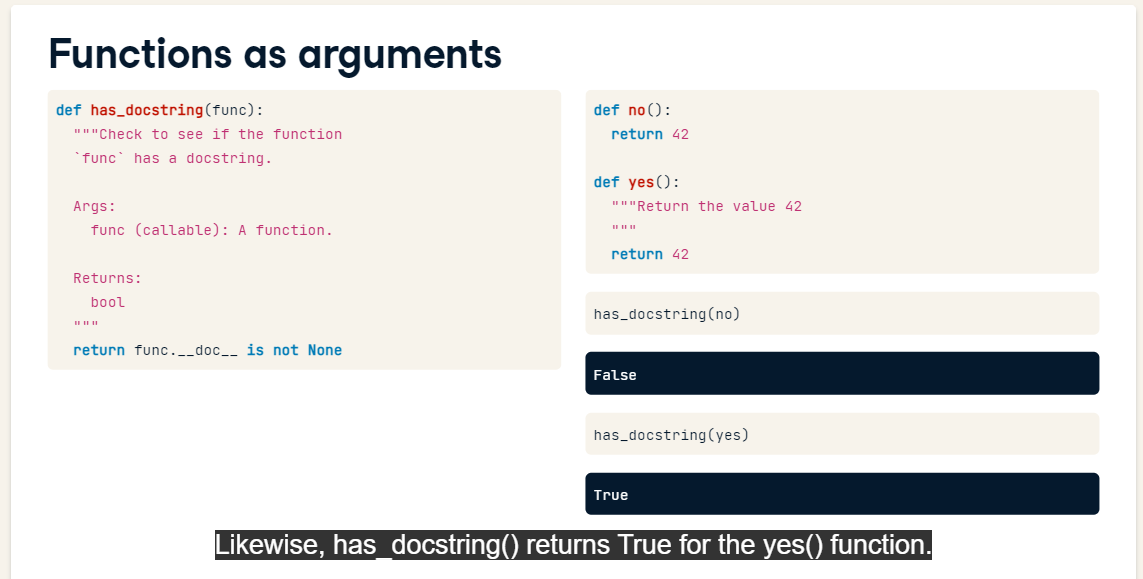 Functions as arguments
def has_docstring(func):
  """Check to see if the function
  `func` has a docstring.

  Args:
    func (callable): A function.

  Returns:
    bool
  """
  return func.__doc__ is not None
def no():
  return 42

def yes():
  """Return the value 42
  """
  return 42
has_docstring(no)
False
has_docstring(yes)
True
Likewise, has_docstring() returns True for the yes() function.